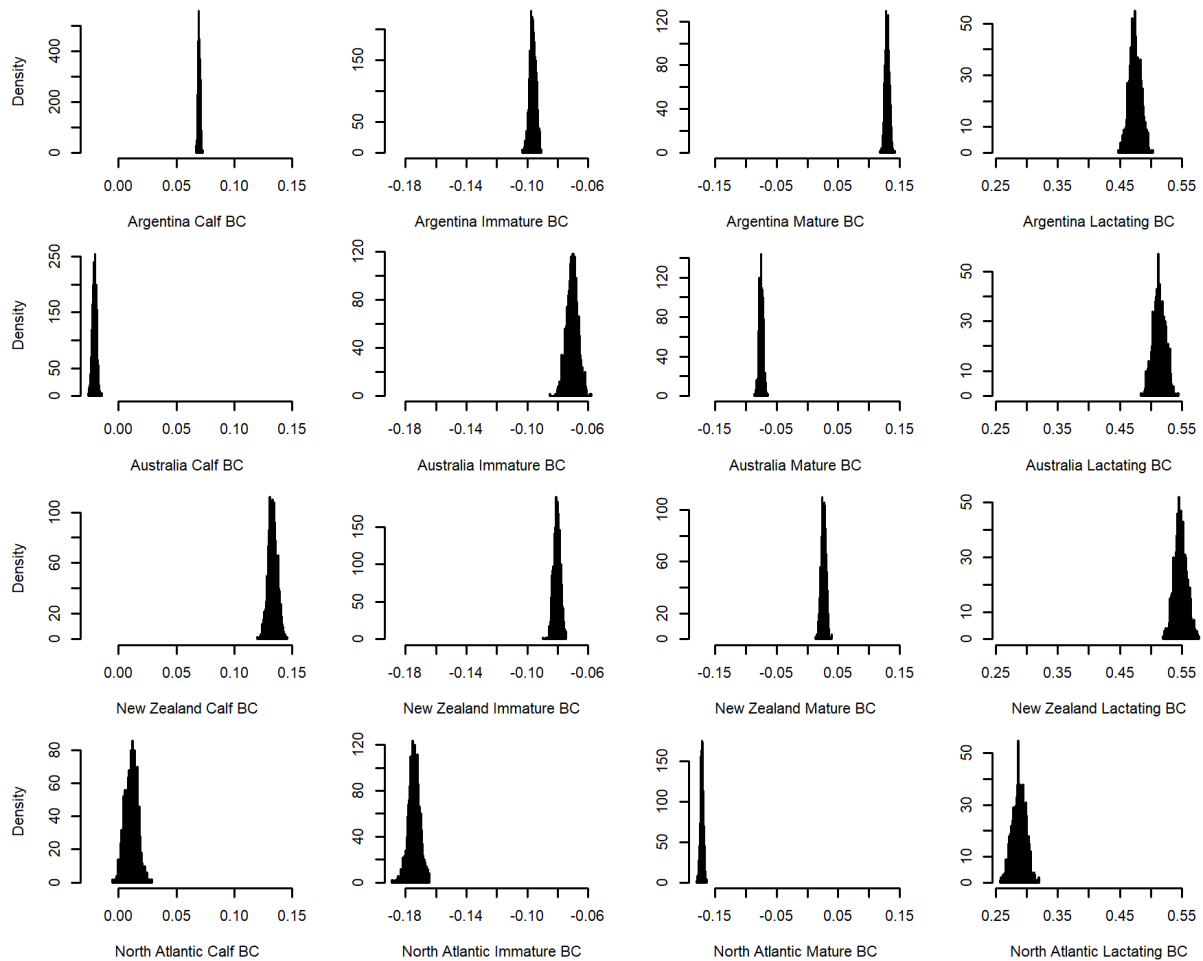 Density
0 200 400
0.00 0.05 0.10 0.15
Argentina Calf BC
0 50 150
-0.18 -0.14 -0.10 -0.06
Argentina Immature BC
0 40 80 120
-0.15 -0.05 0.05 0.15
Argentina Mature BC
0 10 30 50
0.25 0.35 0.45 0.55
Argentina Lactating BC
Density
0 50 150 250
0.00 0.05 0.10 0.15
Australia Calf BC
0 40 80 120
-0.18 -0.14 -0.10 -0.06
Australia Immature BC
0 40 80 120
-0.15 -0.05 0.05 0.15
Australia Mature BC
0 10 30 50
0.25 0.35 0.45 0.55
Australia Lactating BC
Density
0 20 60 100
0.00 0.05 0.10 0.15
New Zealand Calf BC
0 50 100 150
-0.18 -0.14 -0.10 -0.06
New Zealand Immature BC
0 20 60 100
-0.15 -0.05 0.05 0.15
New Zealand Mature BC
0 10 30 50
0.25 0.35 0.45 0.55
New Zealand Lactating BC
Density
0 20 40 60 80
0.00 0.05 0.10 0.15
North Atlantic Calf BC
0 40 80 120
-0.18 -0.14 -0.10 -0.06
North Atlantic Immature BC
0 50 100 150
-0.15 -0.05 0.05 0.15
North Atlantic Mature BC
0 10 30 50
0.25 0.35 0.45 0.55
North Atlantic Lactating BC